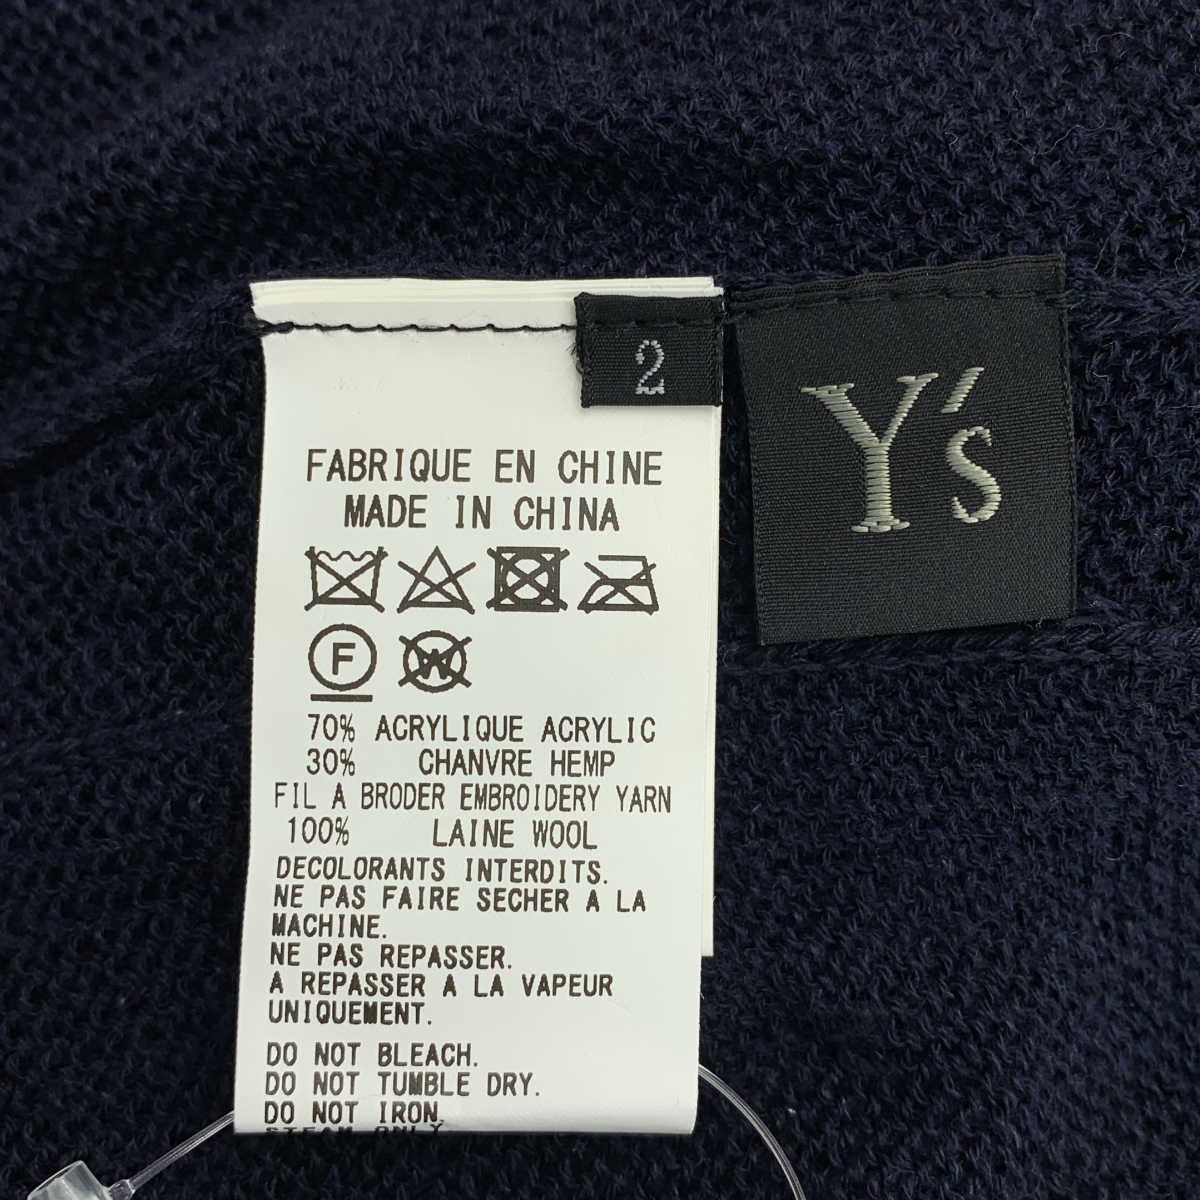 2
Y's
FABRIQUE EN CHINE
MADE IN CHINA
F W
70% ACRYLIQUE ACRYLIC
30% CHANVRE HEMP
FIL A BRODER EMBROIDERY YARN
100% LAINE WOOL
DECOLORANTS INTERDITS.
NE PAS FAIRE SECHER A LA
MACHINE.
NE PAS REPASSER.
A REPASSER A LA VAPEUR
UNIQUEMENT.
DO NOT BLEACH.
DO NOT TUMBLE DRY.
DO NOT IRON.
STEAM ONLY